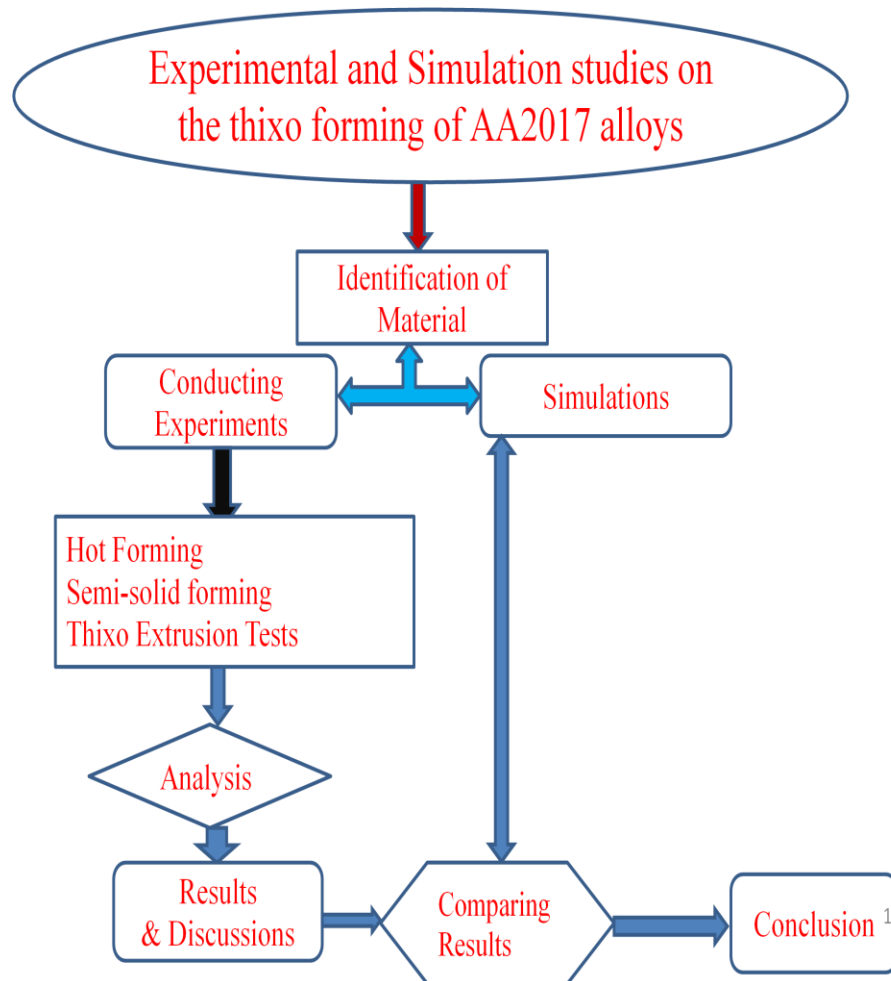 Experimental and Simulation studies on
the thixo forming of AA2017 alloys
Identification of
Material
Conducting
Experiments
Simulations
Hot Forming
Semi-solid forming
Thixo Extrusion Tests
Analysis
Results
& Discussions
Comparing
Results
Conclusion
1